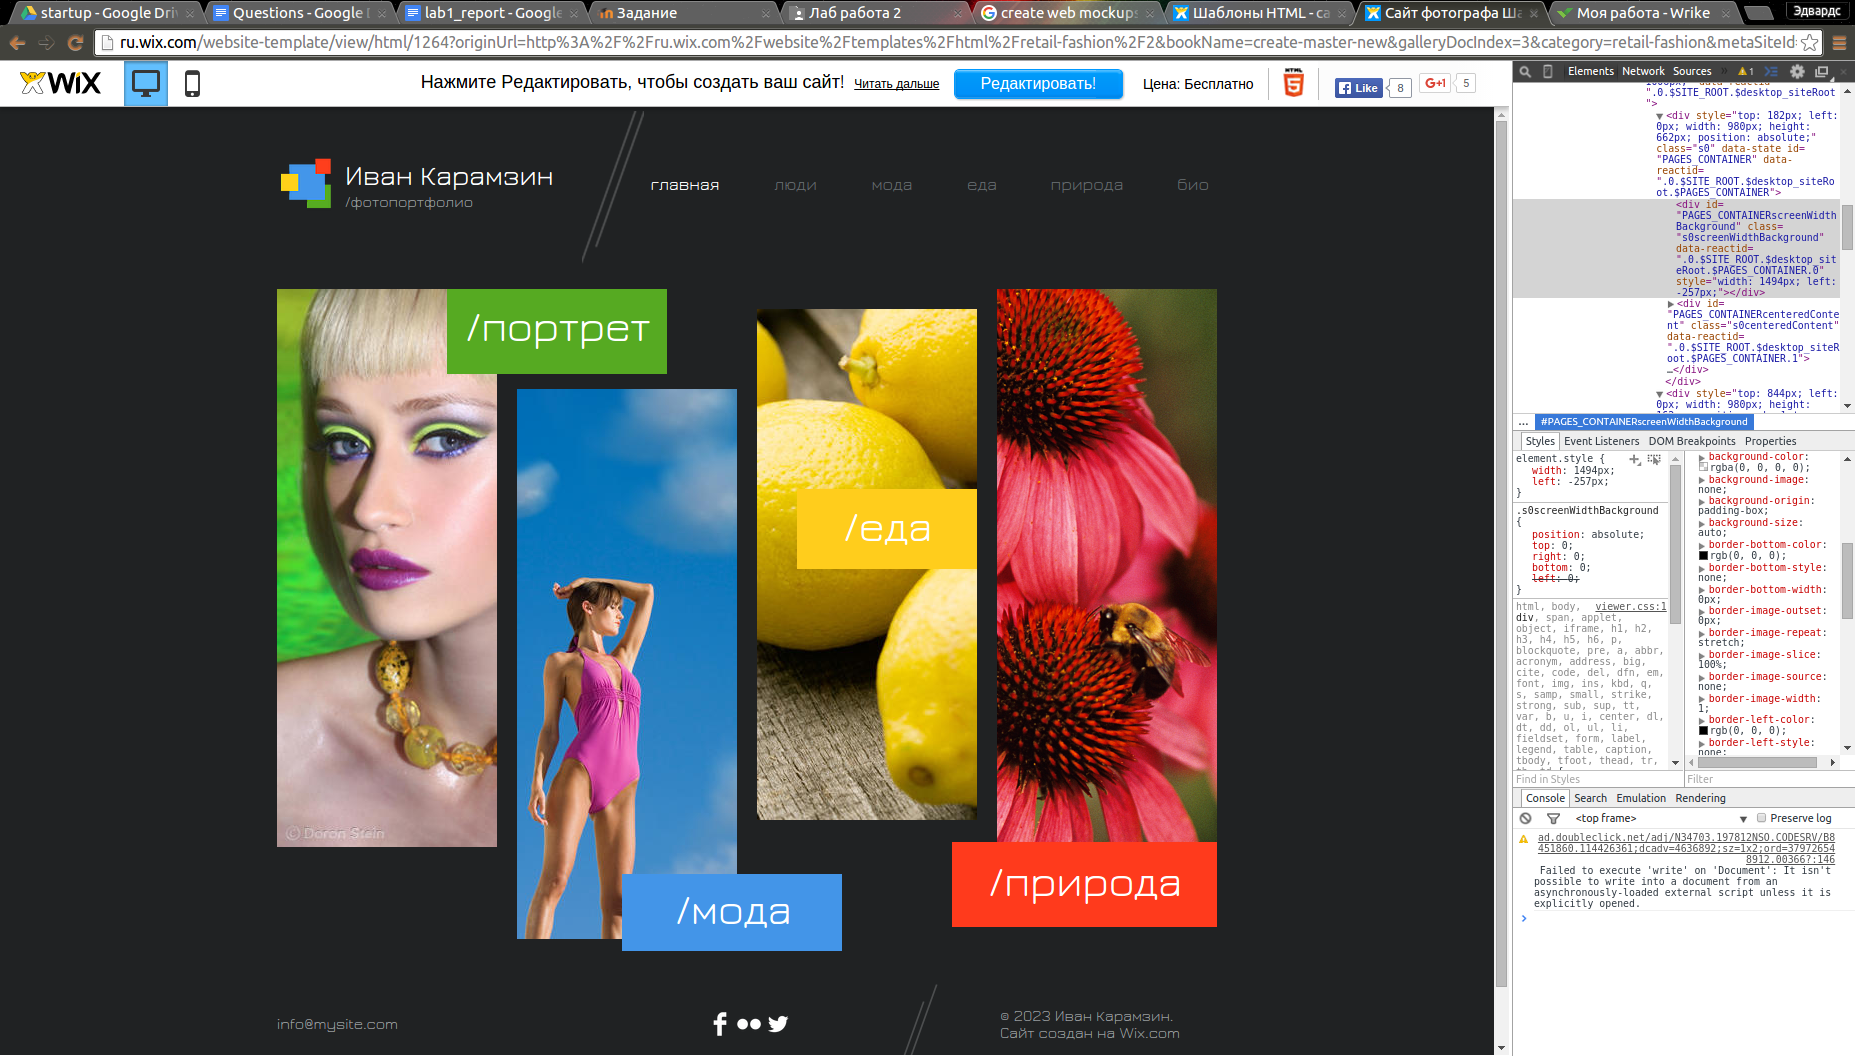 startup - Google Dri
Questions - Google D
lab1_report - Google
Задание
Лаб работа 2
create web mockups
Шаблоны HTML - са
Сайт фотографа Ша
Моя работа - Wrike
Эдвардс
ru.wix.com/website-template/view/html/1264?originUrl=http%3A%2F%2Fru.wix.com%2Fwebsite%2Ftemplates%2Fhtml%2Fretail-fashion%2F2&bookName=create-master-new&galleryDocIndex=3&category=retail-fashion&metaSiteId
WiX
Нажмите Редактировать, чтобы создать ваш сайт!
Читать дальше
Редактировать!
Цена: Бесплатно
HTML
5
Like
8
G+1
5
Иван Карамзин
/фотопортфолио
главная
люди
мода
еда
природа
био
/портрет
/еда
/мода
/природа
© Doron Stein
info@mysite.com
© 2023 Иван Карамзин.
Сайт создан на Wix.com
Elements Network Sources
1
".0.$SITE_ROOT.$desktop_siteRoot
">
<div style="top: 182px; left:
0px; width: 980px; height:
662px; position: absolute;"
class="s0" data-state id=
"PAGES_CONTAINER" data-
reactid=
".0.$SITE_ROOT.$desktop_siteRo
ot.$PAGES_CONTAINER">
<div id=
"PAGES_CONTAINERscreenWidth
Background" class=
"s0screenWidthBackground"
data-reactid=
".0.$SITE_ROOT.$desktop_sit
eRoot.$PAGES_CONTAINER.0"
style="width: 1494px; left:
-257px;"></div>
<div id=
"PAGES_CONTAINERcenteredConte
nt" class="s0centeredContent"
data-reactid=
".0.$SITE_ROOT.$desktop_siteR
oot.$PAGES_CONTAINER.1">
…</div>
</div>
<div style="top: 844px; left:
0px; width: 980px; height:
... #PAGES_CONTAINERscreenWidthBackground
Styles Event Listeners DOM Breakpoints Properties
element.style {
width: 1494px;
left: -257px;
}
.s0screenWidthBackground
{
position: absolute;
top: 0;
right: 0;
bottom: 0;
left: 0;
}
html, body, viewer.css:1
div, span, applet,
object, iframe, h1, h2,
h3, h4, h5, h6, p,
blockquote, pre, a, abbr,
acronym, address, big,
cite, code, del, dfn, em,
font, img, ins, kbd, q,
s, samp, small, strike,
strong, sub, sup, tt,
var, b, u, i, center, dl,
dt, dd, ol, ul, li,
fieldset, form, label,
legend, table, caption,
tbody, tfoot, thead, tr,
Find in Styles
background-color:
rgba(0, 0, 0, 0);
background-image:
none;
background-origin:
padding-box;
background-size:
auto;
border-bottom-color:
rgb(0, 0, 0);
border-bottom-style:
none;
border-bottom-width:
0px;
border-image-outset:
0px;
border-image-repeat:
stretch;
border-image-slice:
100%;
border-image-source:
none;
border-image-width:
1;
border-left-color:
rgb(0, 0, 0);
border-left-style:
none;
Filter
Console Search Emulation Rendering
<top frame>
Preserve log
ad.doubleclick.net/adj/N34703.197812NSO.CODESRV/B8
451860.114426361;dcadv=4636892;sz=1x2;ord=37972654
8912.00366?:146
Failed to execute 'write' on 'Document': It isn't
possible to write into a document from an
asynchronously-loaded external script unless it is
explicitly opened.